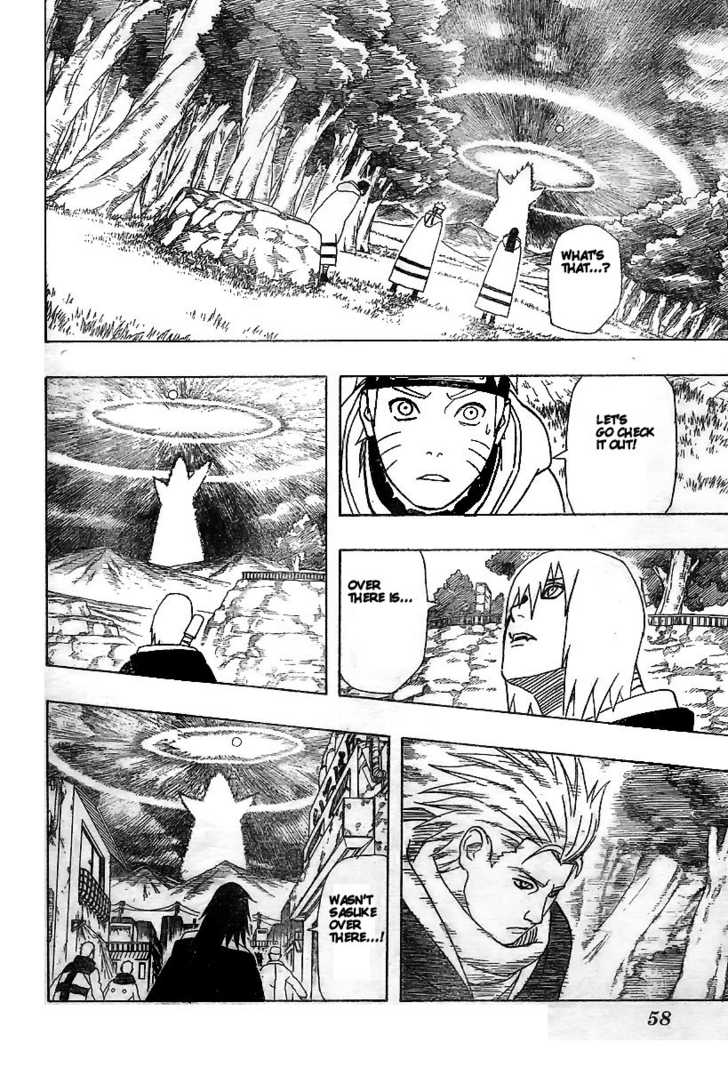 WHAT'S
THAT...?
LET'S
GO CHECK
IT OUT!
OVER
THERE IS...
WASN'T
SASUKE
OVER
THERE...!
58